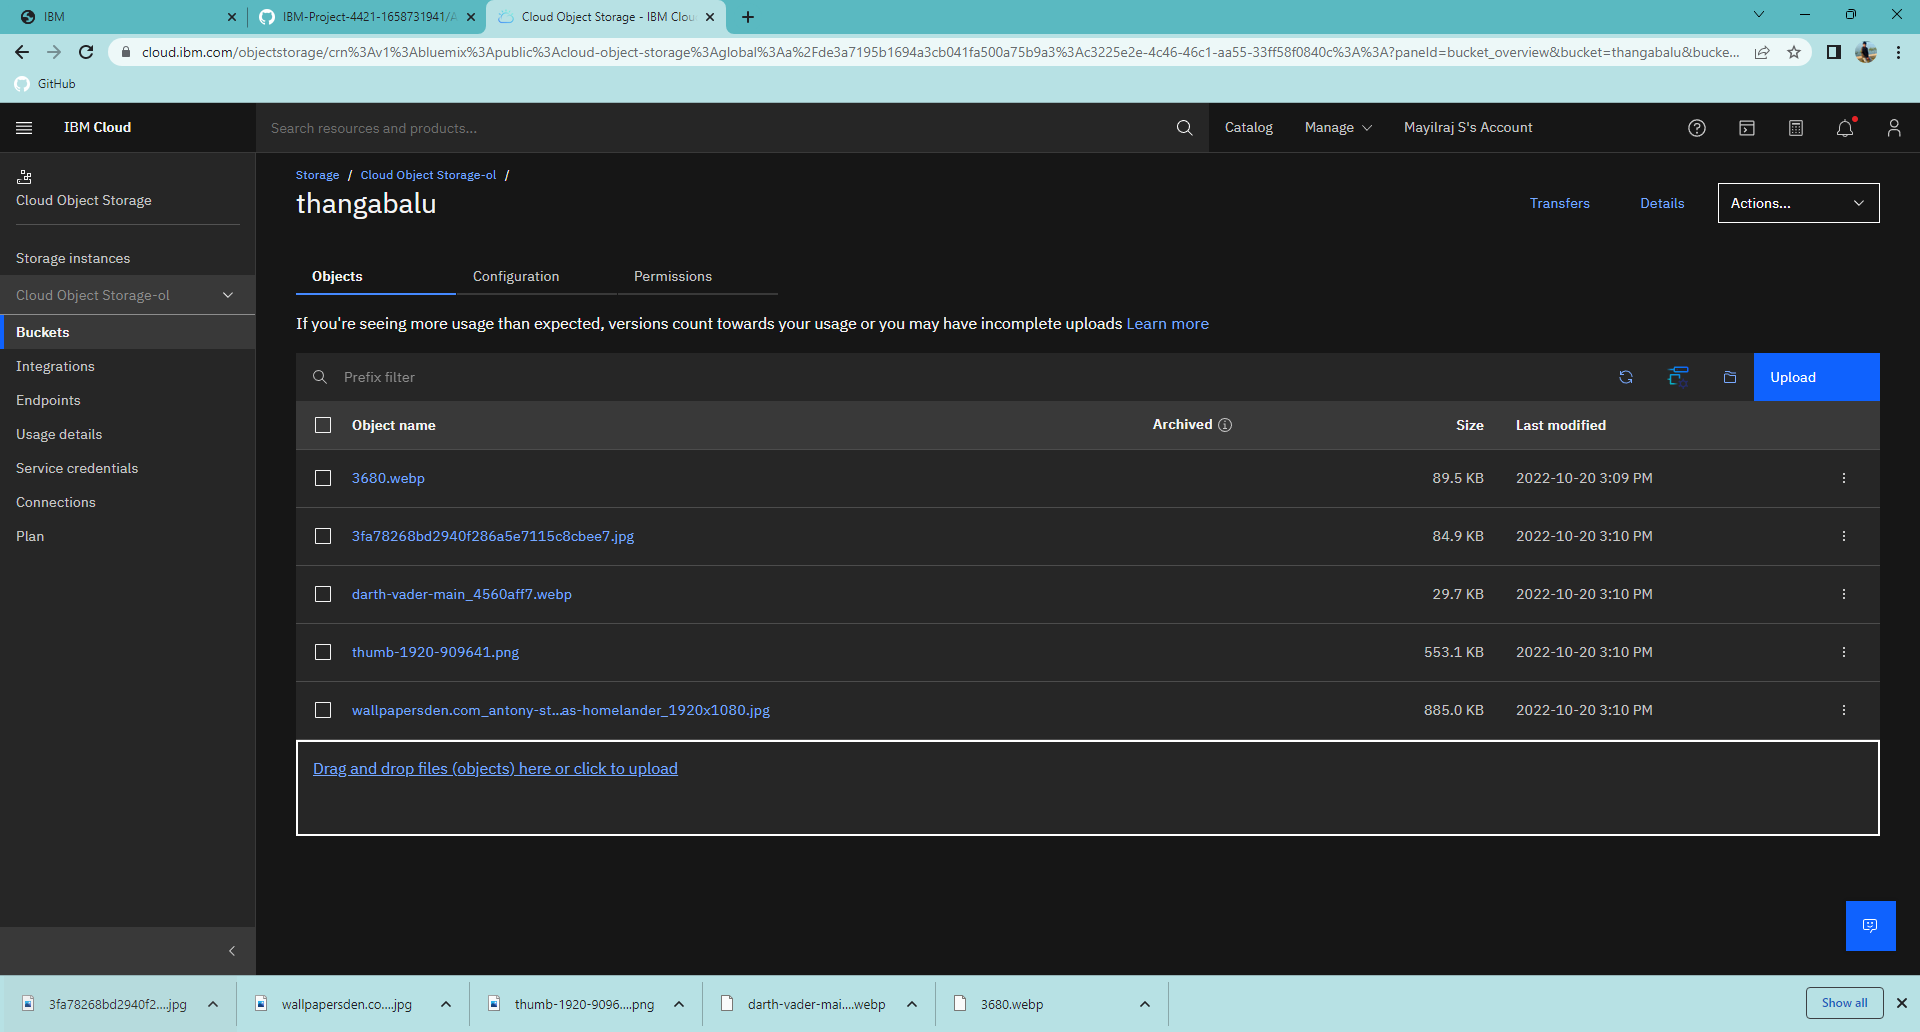 IBM
IBM-Project-4421-1658731941/A
Cloud Object Storage - IBM Clou
cloud.ibm.com/objectstorage/crn%3Av1%3Abluemix%3Apublic%3Acloud-object-storage%3Aglobal%3Aa%2Fde3a7195b1694a3cb041fa500a75b9a3%3Ac3225e2e-4c46-46c1-aa55-33ff58f0840c%3A%3A?paneId=bucket_overview&bucket=thangabalu&bucke...
GitHub
IBM Cloud
Search resources and products...
Catalog
Manage
Mayilraj S's Account
Cloud Object Storage
Storage instances
Cloud Object Storage-ol
Buckets
Integrations
Endpoints
Usage details
Service credentials
Connections
Plan
Storage / Cloud Object Storage-ol /
thangabalu
Transfers
Details
Actions...
Objects
Configuration
Permissions
If you're seeing more usage than expected, versions count towards your usage or you may have incomplete uploads Learn more
Prefix filter
Upload
Object name Archived Size Last modified
3680.webp 89.5 KB 2022-10-20 3:09 PM
3fa78268bd2940f286a5e7115c8cbee7.jpg 84.9 KB 2022-10-20 3:10 PM
darth-vader-main_4560aff7.webp 29.7 KB 2022-10-20 3:10 PM
thumb-1920-909641.png 553.1 KB 2022-10-20 3:10 PM
wallpapersden.com_antony-st...as-homelander_1920x1080.jpg 885.0 KB 2022-10-20 3:10 PM
Drag and drop files (objects) here or click to upload
3fa78268bd2940f2....jpg
wallpapersden.co....jpg
thumb-1920-9096....png
darth-vader-mai....webp
3680.webp
Show all